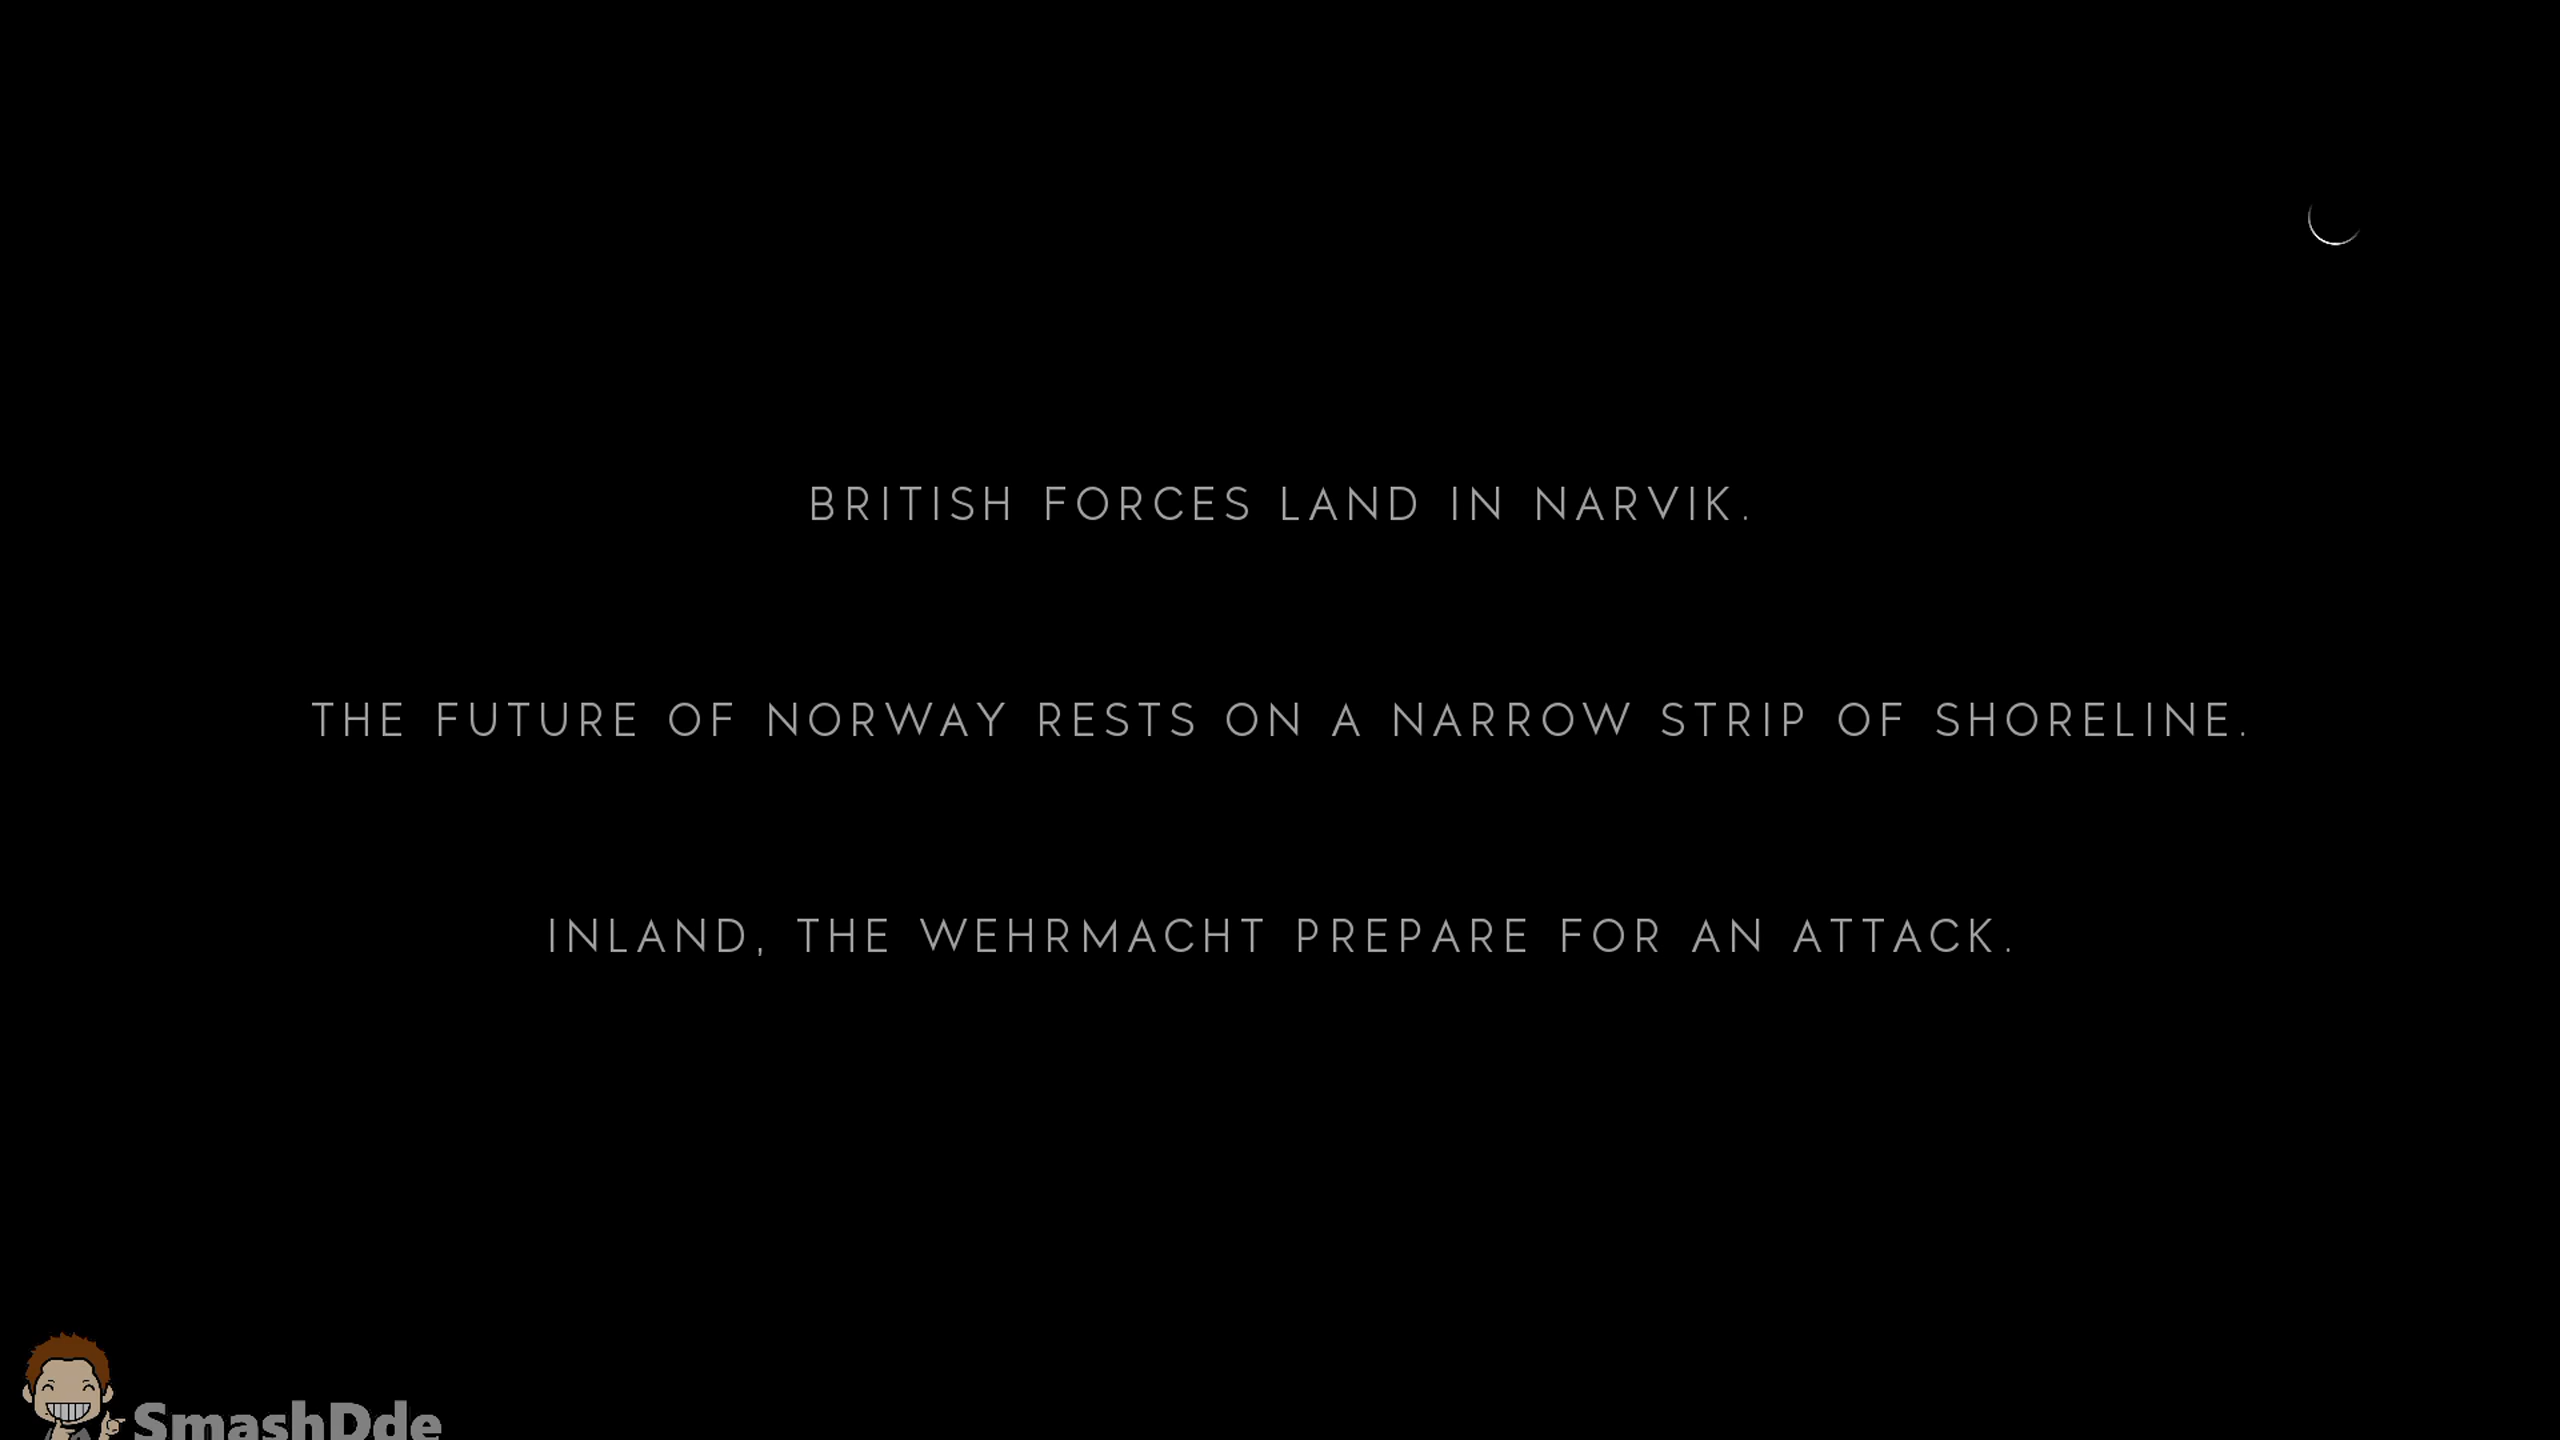 BRITISH FORCES LAND IN NARVIK.
THE FUTURE OF NORWAY RESTS ON A NARROW STRIP OF SHORELINE.
INLAND, THE WEHRMACHT PREPARE FOR AN ATTACK.
SmashDde